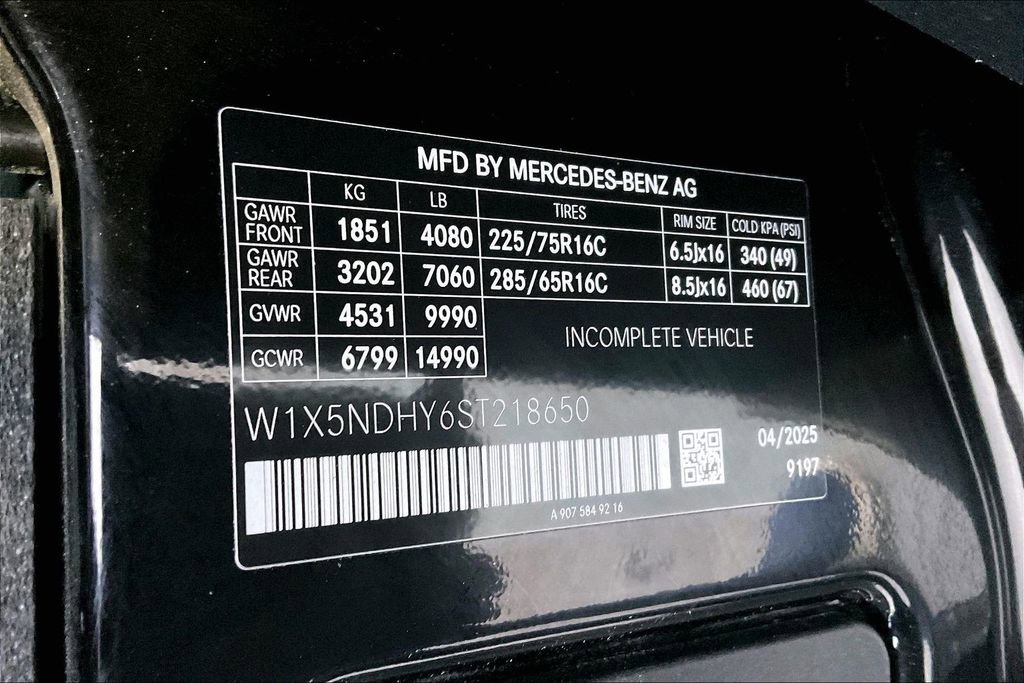 MFD BY MERCEDES-BENZ AG
KG LB TIRES RIM SIZE COLD KPA (PSI)
GAWR FRONT 1851 4080 225/75R16C 6.5Jx16 340 (49)
GAWR REAR 3202 7060 285/65R16C 8.5Jx16 460 (67)
GVWR 4531 9990
INCOMPLETE VEHICLE
GCWR 6799 14990
W1X5NDHY6ST218650
04/2025
9197
A 907 584 92 16